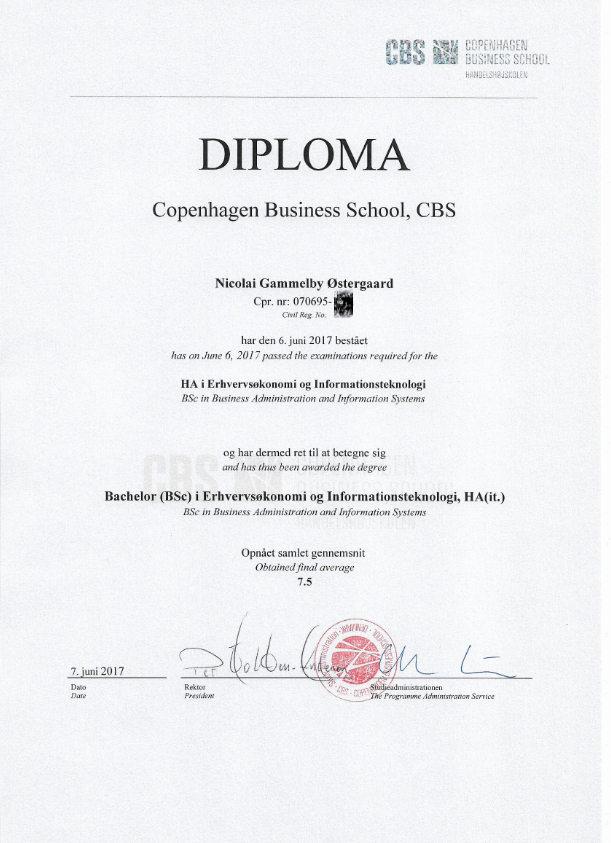 CBS COPENHAGEN
BUSINESS SCHOOL
HANDELSHØJSKOLEN
DIPLOMA
Copenhagen Business School, CBS
Nicolai Gammelby Østergaard
Cpr. nr: 070695-
Civil Reg. No.
har den 6. juni 2017 bestået
has on June 6, 2017 passed the examinations required for the
HA i Erhvervsøkonomi og Informationsteknologi
BSc in Business Administration and Information Systems
og har dermed ret til at betegne sig
and has thus been awarded the degree
Bachelor (BSc) i Erhvervsøkonomi og Informationsteknologi, HA(it.)
BSc in Business Administration and Information Systems
Opnået samlet gennemsnit
Obtained final average
7.5
7. juni 2017
Dato
Date
Rektor
President
Studieadministrationen
The Programme Administration Service